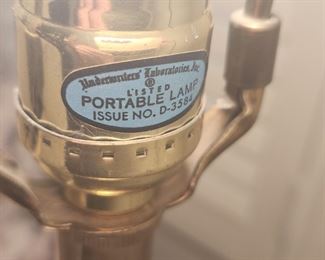 Underwriters' Laboratories, Inc.
®
LISTED
PORTABLE LAMP
ISSUE NO. D-3584